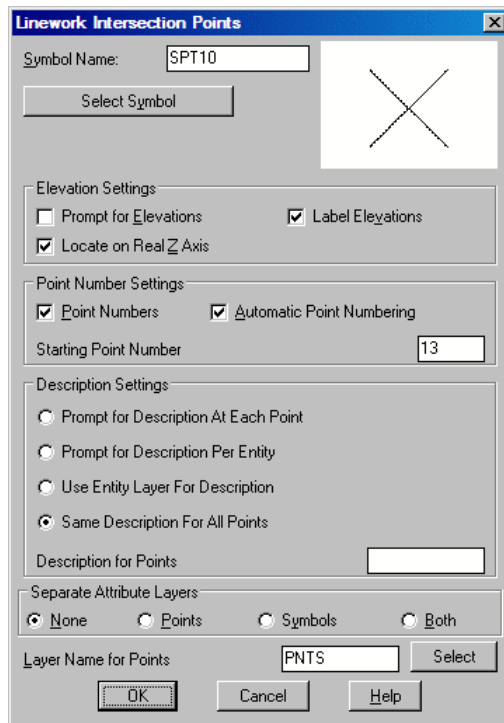 Linework Intersection Points
Symbol Name: SPT10
Select Symbol
Elevation Settings
Prompt for Elevations Label Elevations
Locate on Real Z Axis
Point Number Settings
Point Numbers Automatic Point Numbering
Starting Point Number 13
Description Settings
Prompt for Description At Each Point
Prompt for Description Per Entity
Use Entity Layer For Description
Same Description For All Points
Description for Points
Separate Attribute Layers
None Points Symbols Both
Layer Name for Points PNTS Select
OK Cancel Help